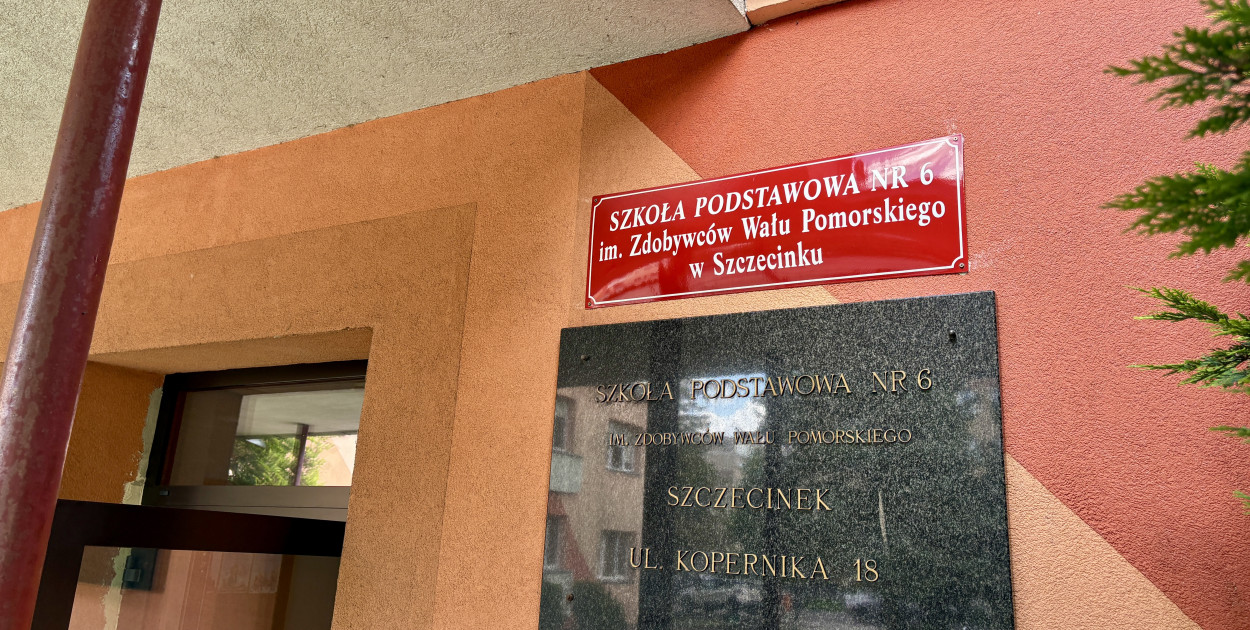 SZKOŁA PODSTAWOWA NR 6
im. Zdobywców Wału Pomorskiego
w Szczecinku
SZKOŁA PODSTAWOWA NR 6
IM. ZDOBYWCÓW WAŁU POMORSKIEGO
SZCZECINEK
UL. KOPERNIKA 18